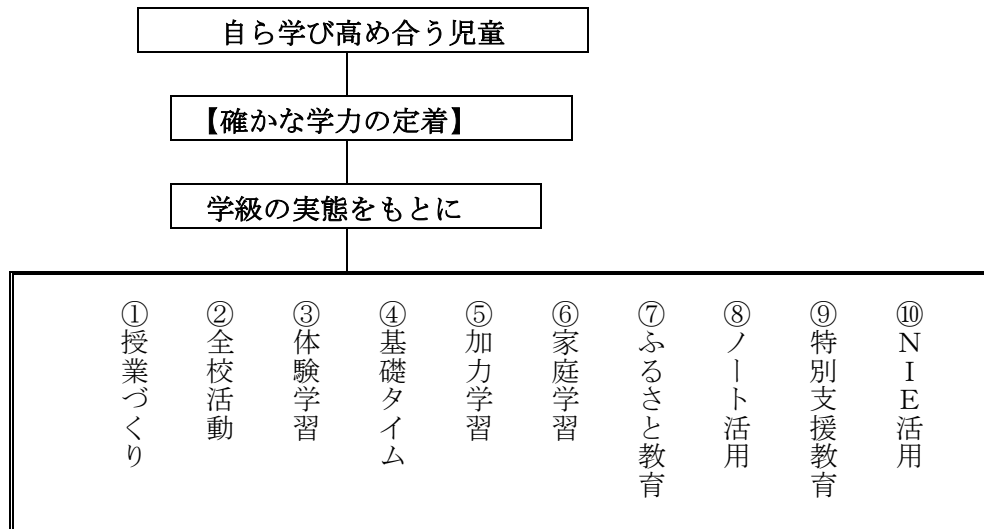 自ら学び高め合う児童
【確かな学力の定着】
学級の実態をもとに
①授業づくり
②全校活動
③体験学習
④基礎タイム
⑤加力学習
⑥家庭学習
⑦ふるさと教育
⑧ノート活用
⑨特別支援教育
⑩NIE活用